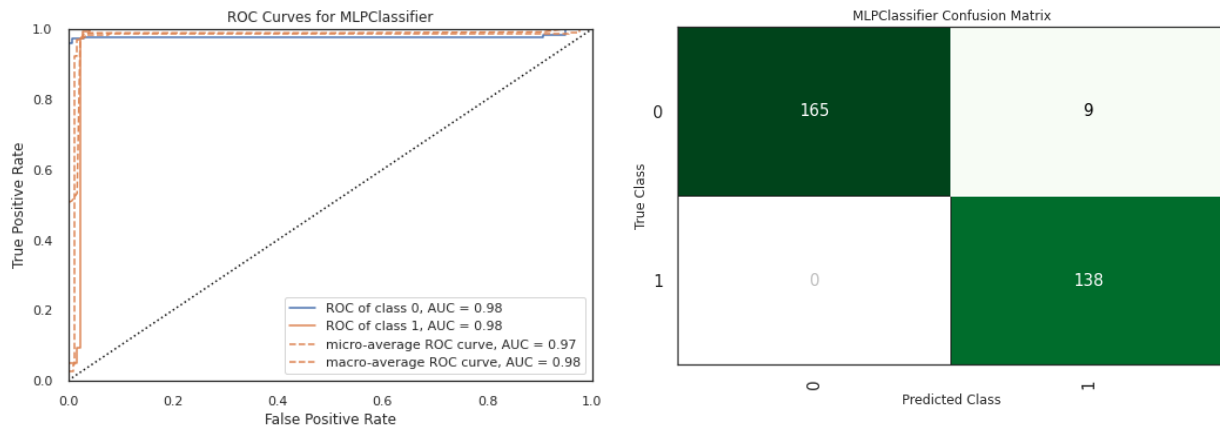 ROC Curves for MLPClassifier
1.0
0.8
0.6
0.4
0.2
0.0
True Positive Rate
ROC of class 0, AUC = 0.98
ROC of class 1, AUC = 0.98
micro-average ROC curve, AUC = 0.97
macro-average ROC curve, AUC = 0.98
0.0 0.2 0.4 0.6 0.8 1.0
False Positive Rate
MLPClassifier Confusion Matrix
True Class
0 165 9
1 0 138
0 1
Predicted Class